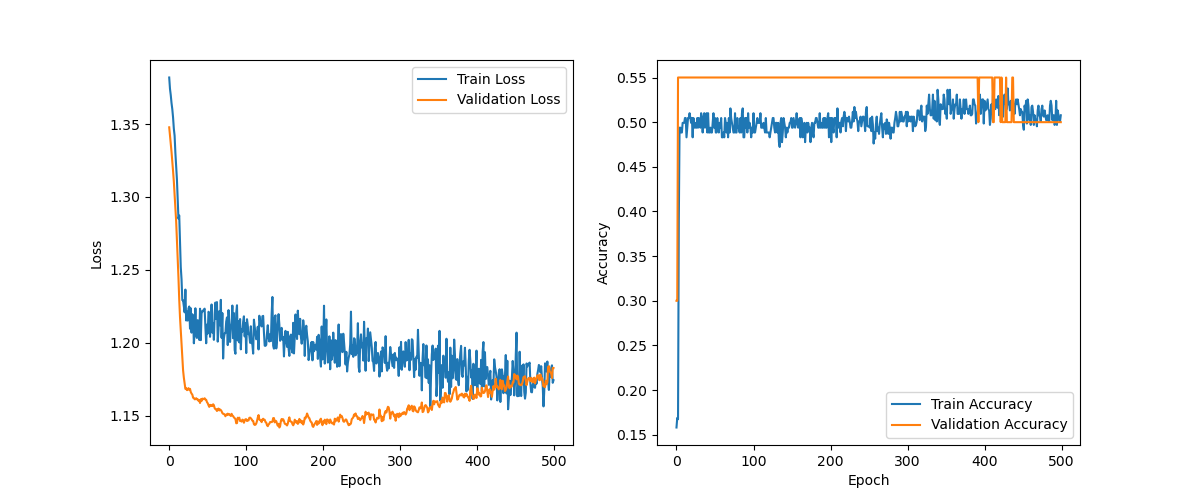 Train Loss
Validation Loss
1.35
1.30
1.25
1.20
1.15
Loss
0 100 200 300 400 500
Epoch
0.55
0.50
0.45
0.40
0.35
0.30
0.25
0.20
0.15
Accuracy
Train Accuracy
Validation Accuracy
0 100 200 300 400 500
Epoch